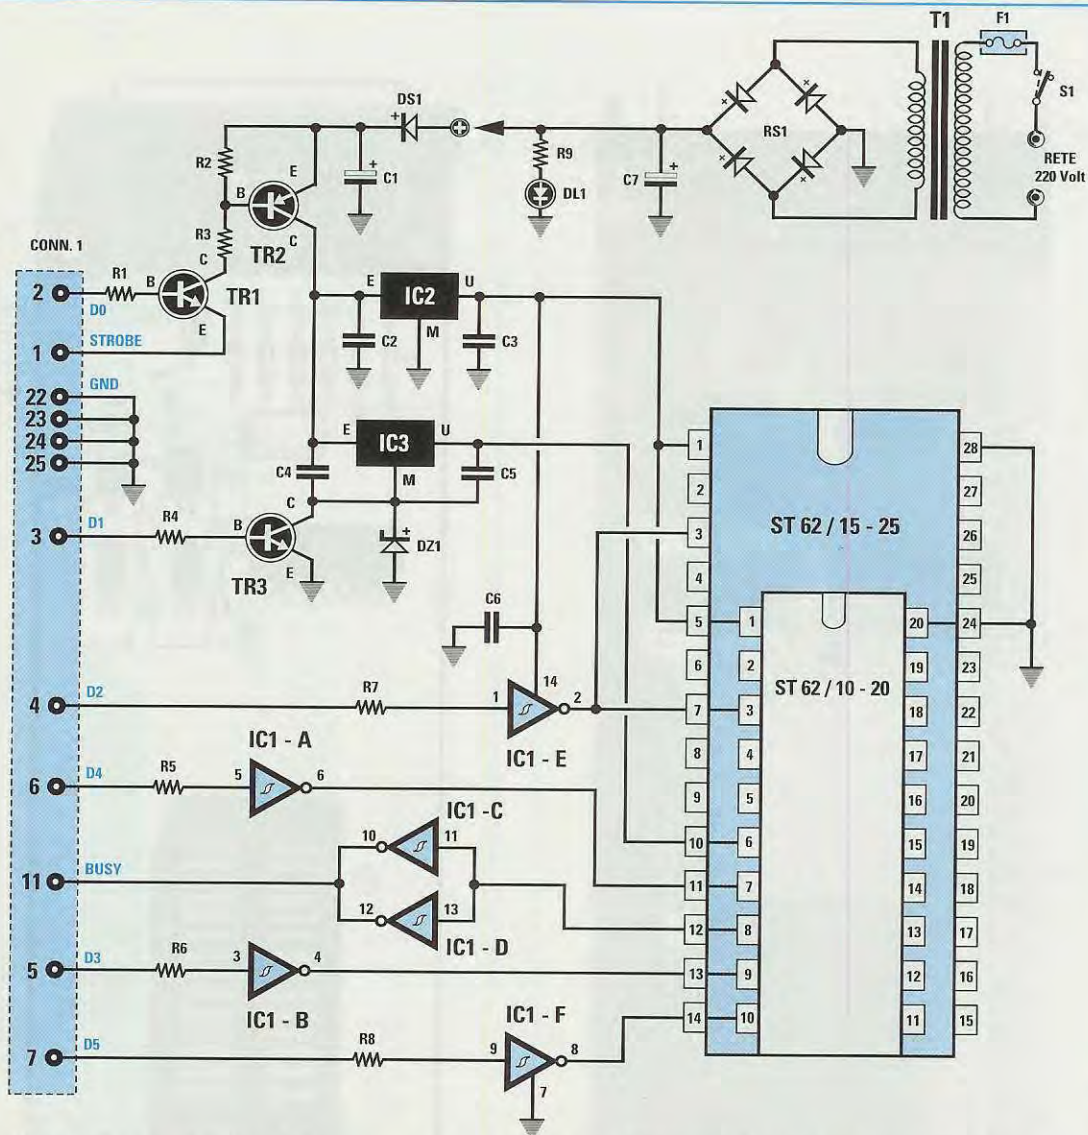 T1
F1
S1
RETE
220 Volt
RS1
DS1
R9
DL1
C7
C1
+
+
+
R2
E
B
C
TR2
R3
CONN. 1
2
R1
B
C
E
TR1
D0
1
STROBE
22
GND
23
24
25
E
IC2
U
M
C2
C3
E
IC3
U
M
C4
C5
3
D1
R4
B
C
E
TR3
DZ1
+
C6
4
D2
R7
1
14
2
IC1 - E
6
D4
R5
IC1 - A
5
6
IC1 - C
10
11
11
BUSY
12
13
IC1 - D
5
D3
R6
3
4
IC1 - B
IC1 - F
7
D5
R8
9
8
7
ST 62 / 15 - 25
1
2
3
4
5
6
7
8
9
10
11
12
13
14
28
27
26
25
24
23
22
21
20
19
18
17
16
15
ST 62 / 10 - 20
1
2
3
4
5
6
7
8
9
10
20
19
18
17
16
15
14
13
12
11